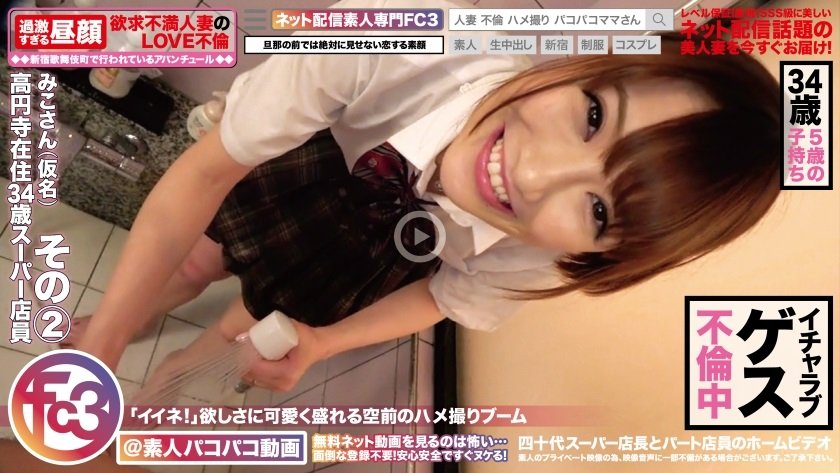 過激すぎる昼顔
欲求不満人妻の
LOVE不倫
◆◆新宿歌舞伎町で行われているアバンチュール◆◆
ネット配信素人専門FC3
旦那の前では絶対に見せない恋する素顔
人妻 不倫 ハメ撮り パコパコママさん
素人 生中出し 新宿 制服 コスプレ
ネット配信話題の
美人妻を今すぐお届け!
34歳
5歳の
子持ち
みこさん(仮名) その②
高円寺在住34歳スーパー店員
イチャラブ
ゲス
不倫中
Fc3
「イイネ!」欲しさに可愛く盛れる空前のハメ撮りブーム
@素人パコパコ動画
無料ネット動画を見るのは怖い…
面倒な登録不要!安心安全ですぐヌケる!
四十代スーパー店長とパート店員のホームビデオ
素人のプライベート映像の為、映像音声に一部不備がある場合がございます。ご了承下さい。